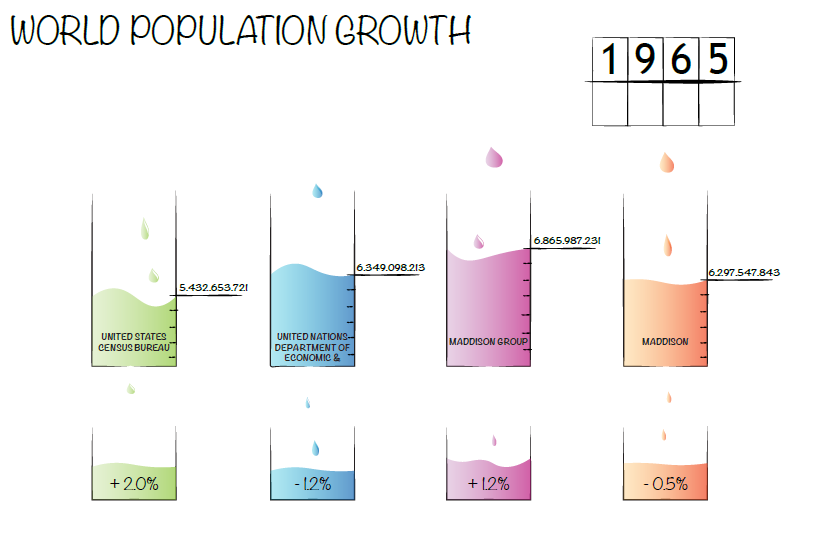 WORLD POPULATION GROWTH
1965
5.432.653.721
6.349.098.213
6.865.987.231
6.297.547.843
UNITED STATES
CENSUS BUREAU
UNITED NATIONS
DEPARTMENT OF
ECONOMIC &
MADDISON GROUP
MADDISON
+ 2.0%
- 1.2%
+ 1.2%
- 0.5%